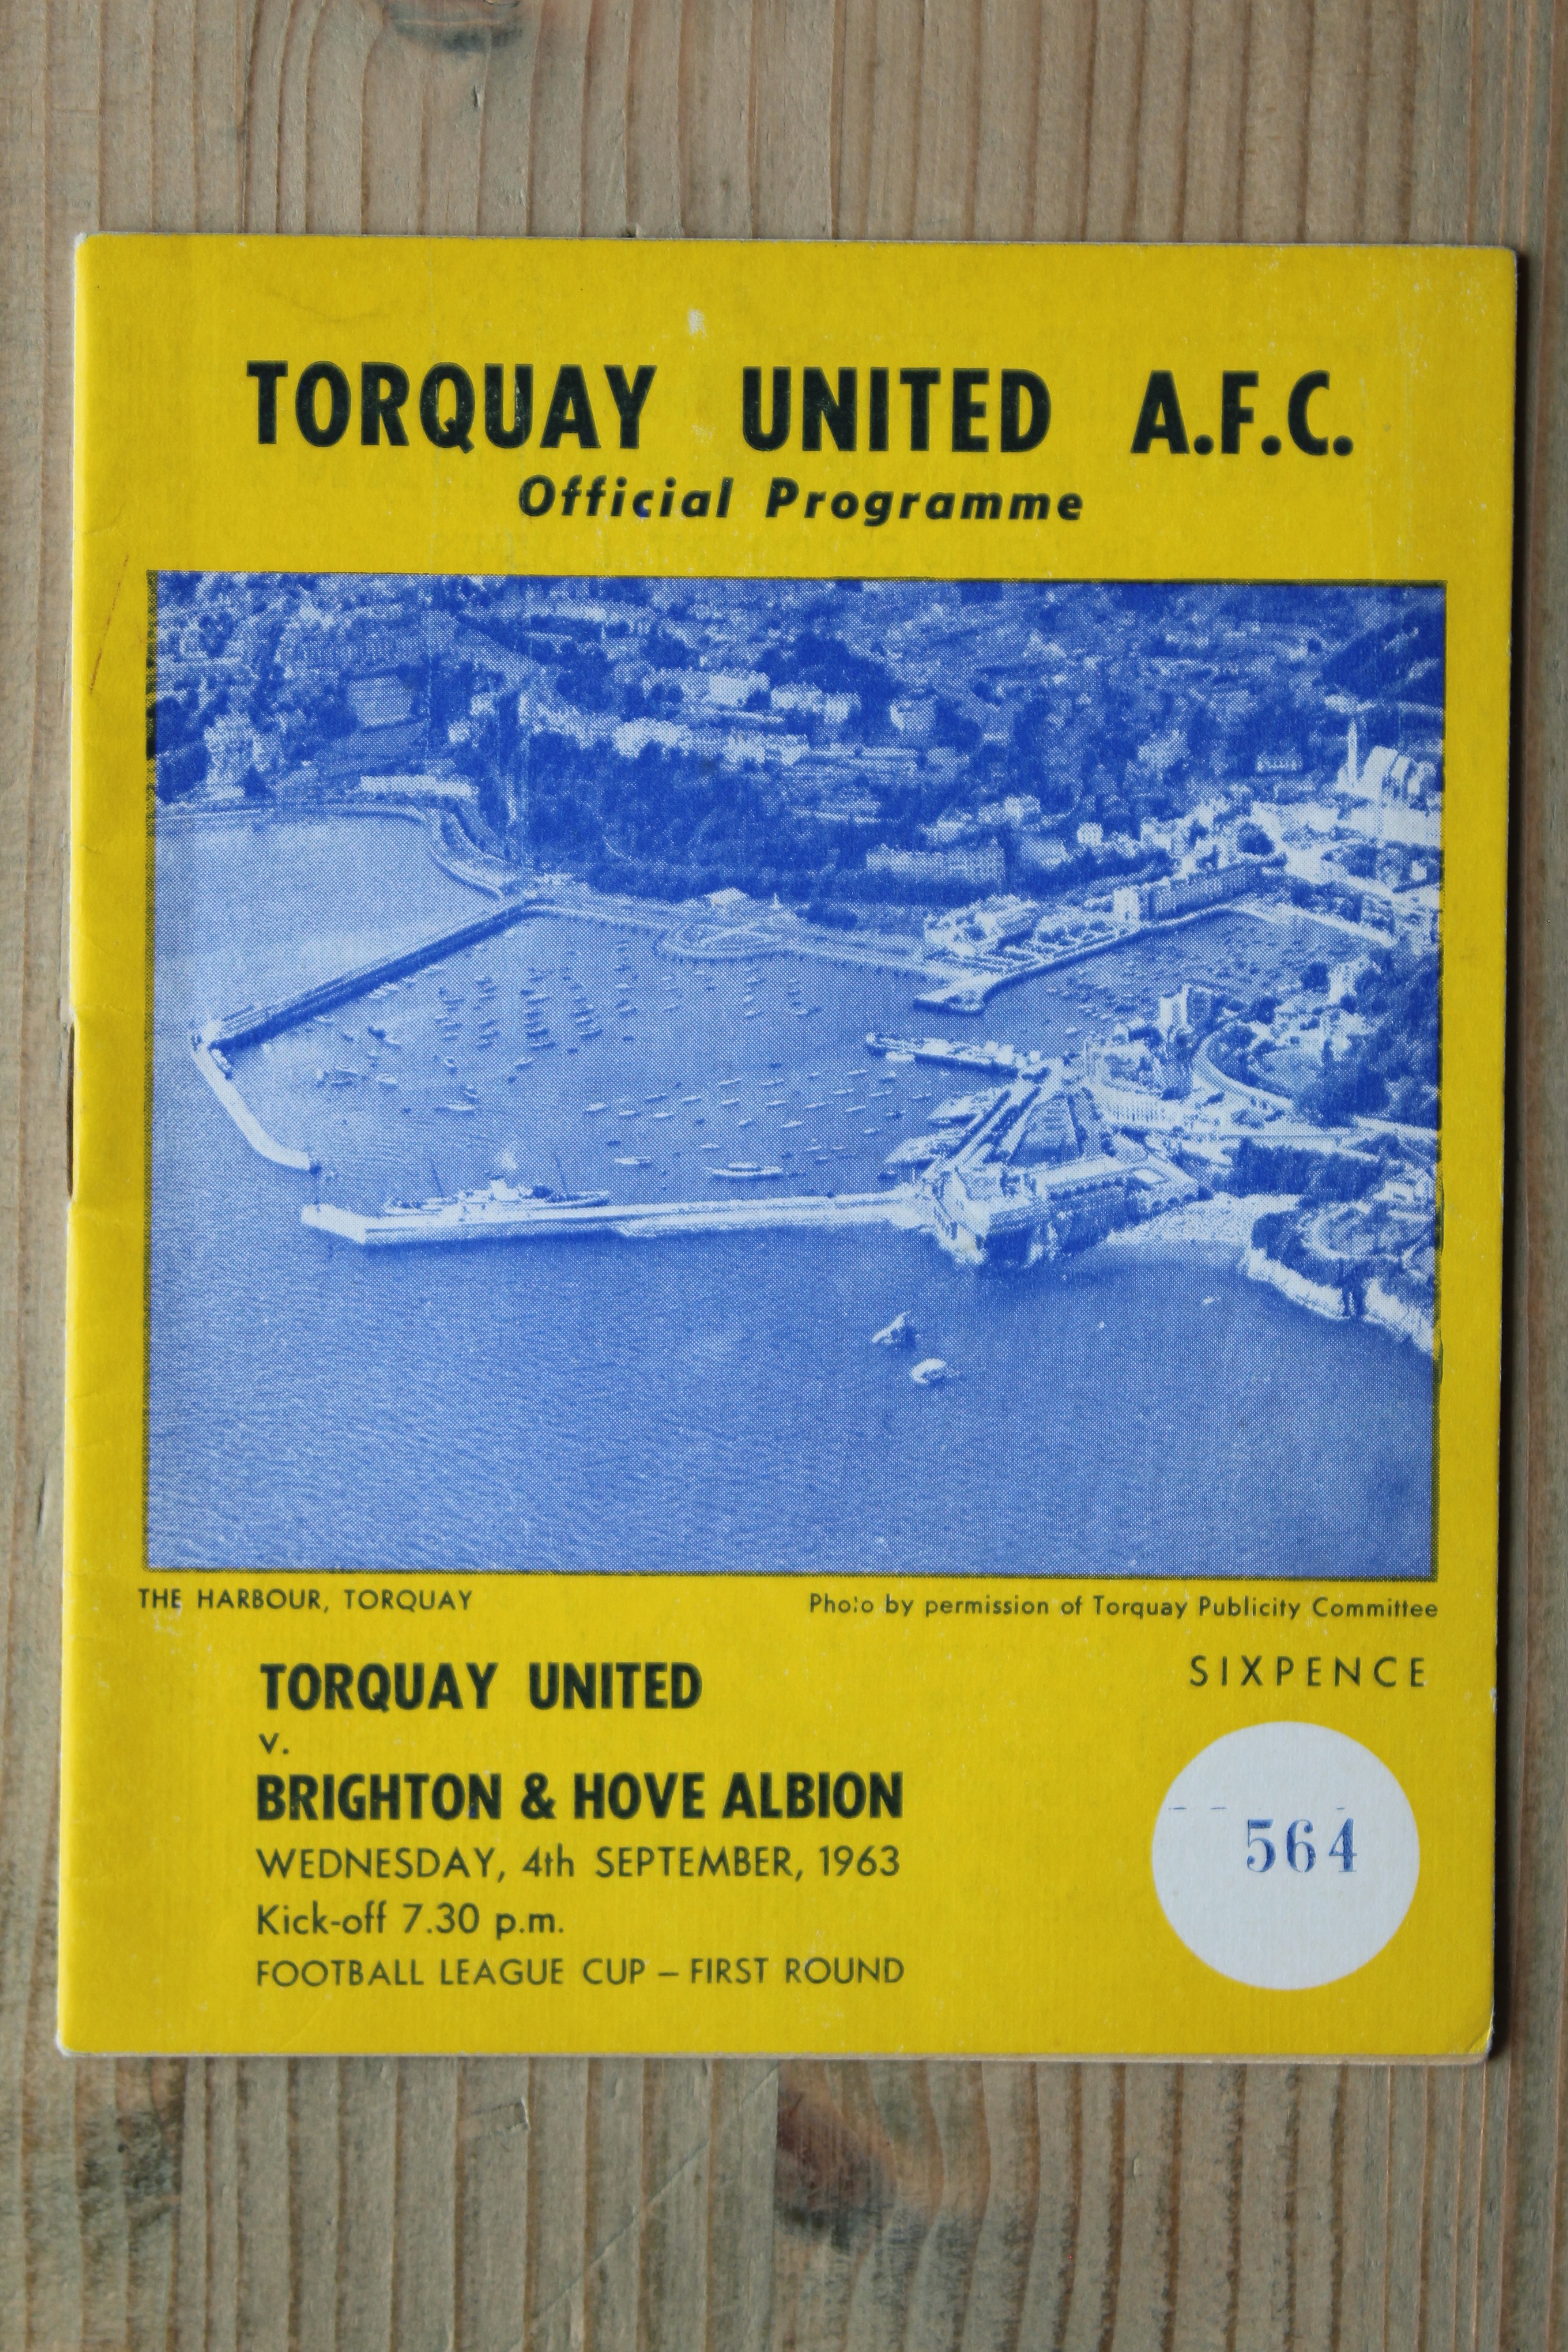 TORQUAY UNITED A.F.C.
Official Programme
THE HARBOUR, TORQUAY
Photo by permission of Torquay Publicity Committee
TORQUAY UNITED
v.
BRIGHTON & HOVE ALBION
WEDNESDAY, 4th SEPTEMBER, 1963
Kick-off 7.30 p.m.
FOOTBALL LEAGUE CUP – FIRST ROUND
SIXPENCE
564